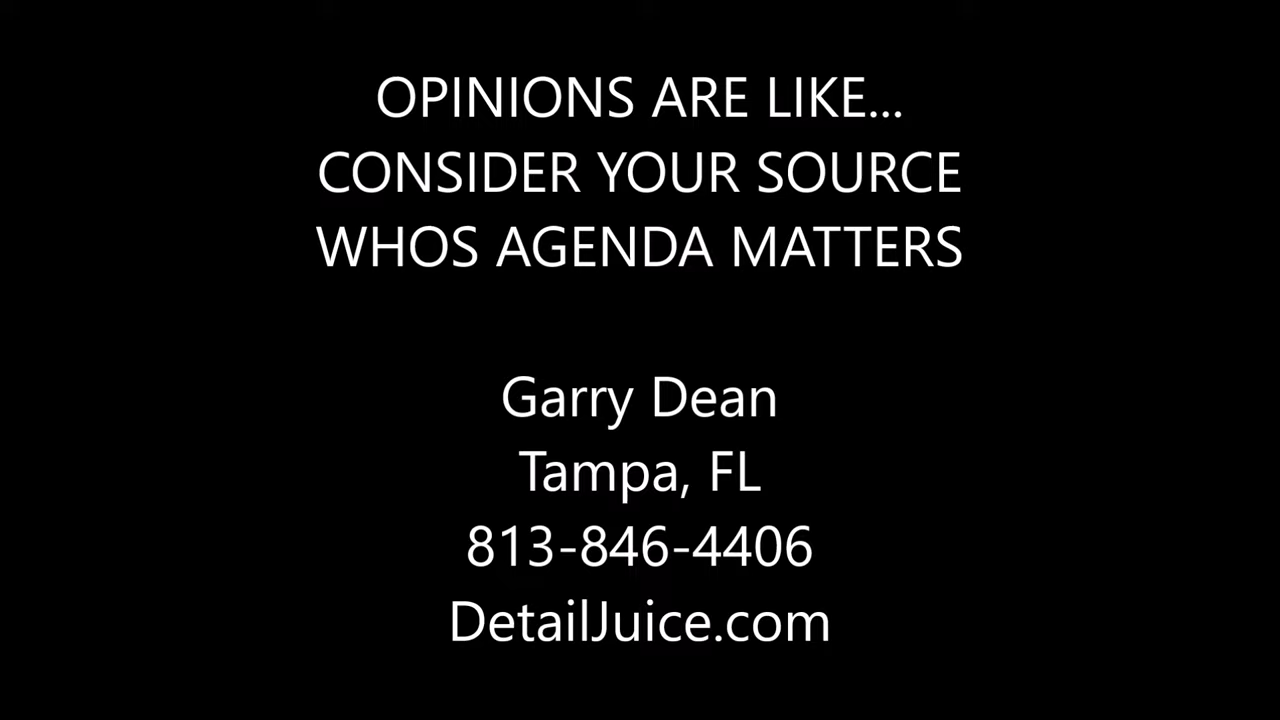 OPINIONS ARE LIKE...
CONSIDER YOUR SOURCE
WHOS AGENDA MATTERS
Garry Dean
Tampa, FL
813-846-4406
DetailJuice.com